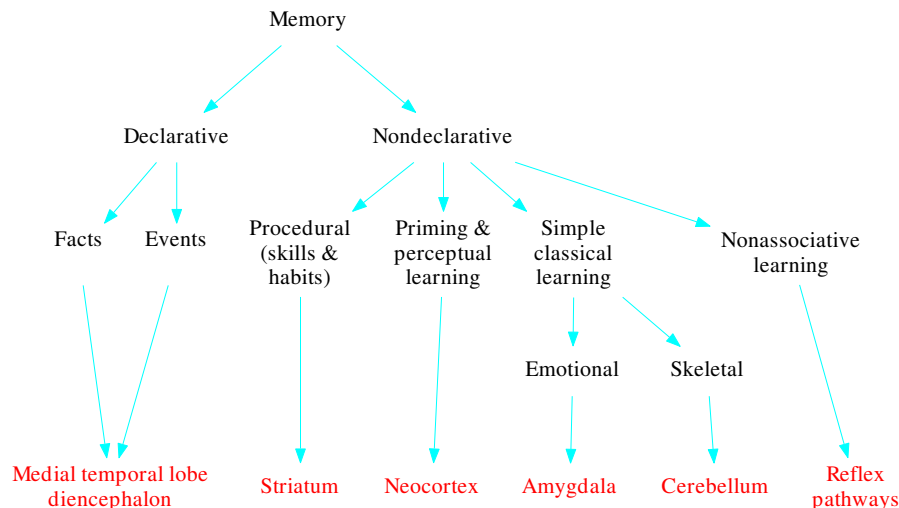 Memory
Declarative
Nondeclarative
Facts
Events
Procedural
(skills &
habits)
Priming &
perceptual
learning
Simple
classical
learning
Nonassociative
learning
Emotional
Skeletal
Medial temporal lobe
diencephalon
Striatum
Neocortex
Amygdala
Cerebellum
Reflex
pathways